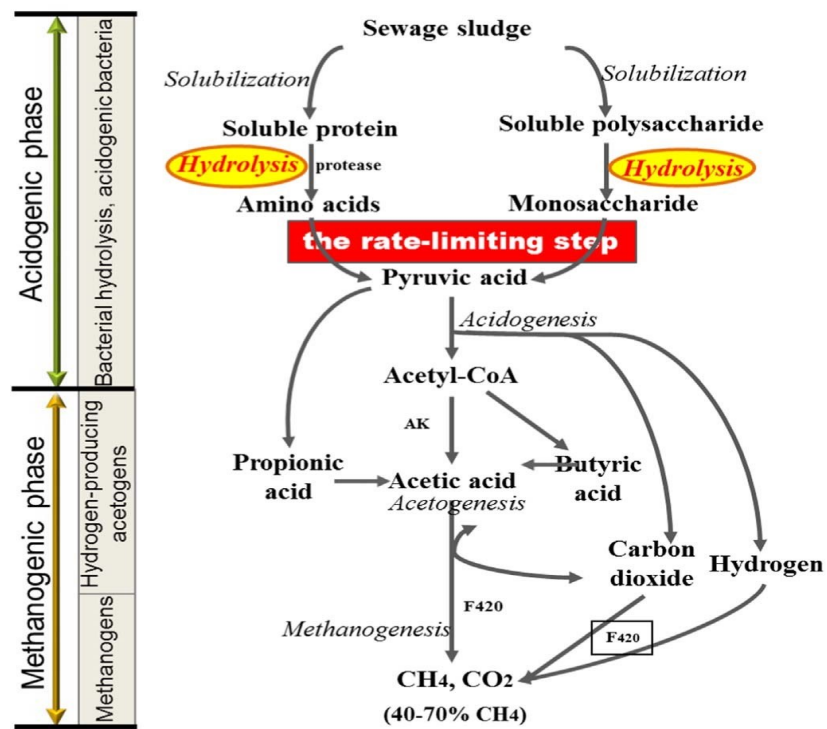 Sewage sludge
Solubilization
Solubilization
Soluble protein
Soluble polysaccharide
Hydrolysis
protease
Hydrolysis
Amino acids
Monosaccharide
the rate-limiting step
Pyruvic acid
Acidogenesis
Acetyl-CoA
AK
Propionic
acid
Acetic acid
Acetogenesis
Butyric
acid
Carbon
dioxide
Hydrogen
F420
F420
Methanogenesis
CH4, CO2
(40-70% CH4)
Acidogenic phase
Bacterial hydrolysis, acidogenic bacteria
Methanogenic phase
Hydrogen-producing
acetogens
Methanogens